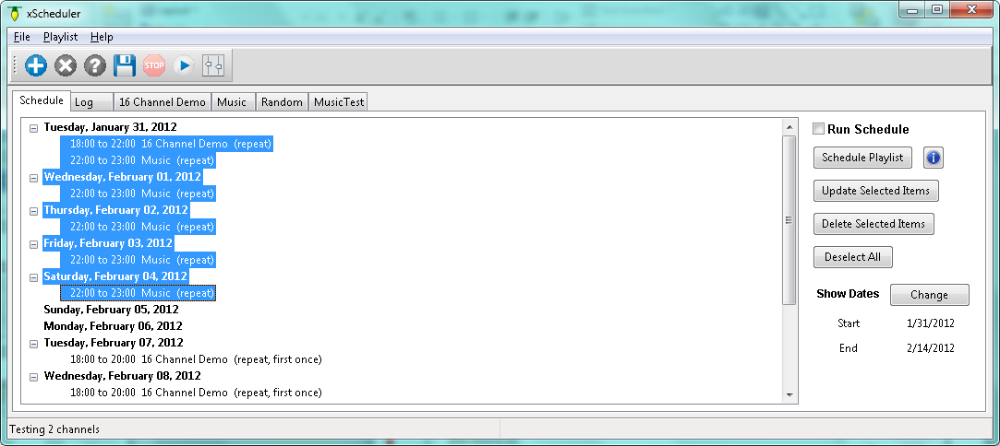 xScheduler
File Playlist Help
STOP
Schedule Log 16 Channel Demo Music Random MusicTest
Tuesday, January 31, 2012
18:00 to 22:00 16 Channel Demo (repeat)
22:00 to 23:00 Music (repeat)
Wednesday, February 01, 2012
22:00 to 23:00 Music (repeat)
Thursday, February 02, 2012
22:00 to 23:00 Music (repeat)
Friday, February 03, 2012
22:00 to 23:00 Music (repeat)
Saturday, February 04, 2012
22:00 to 23:00 Music (repeat)
Sunday, February 05, 2012
Monday, February 06, 2012
Tuesday, February 07, 2012
18:00 to 20:00 16 Channel Demo (repeat, first once)
Wednesday, February 08, 2012
18:00 to 20:00 16 Channel Demo (repeat, first once)
Run Schedule
Schedule Playlist
Update Selected Items
Delete Selected Items
Deselect All
Show Dates Change
Start 1/31/2012
End 2/14/2012
Testing 2 channels